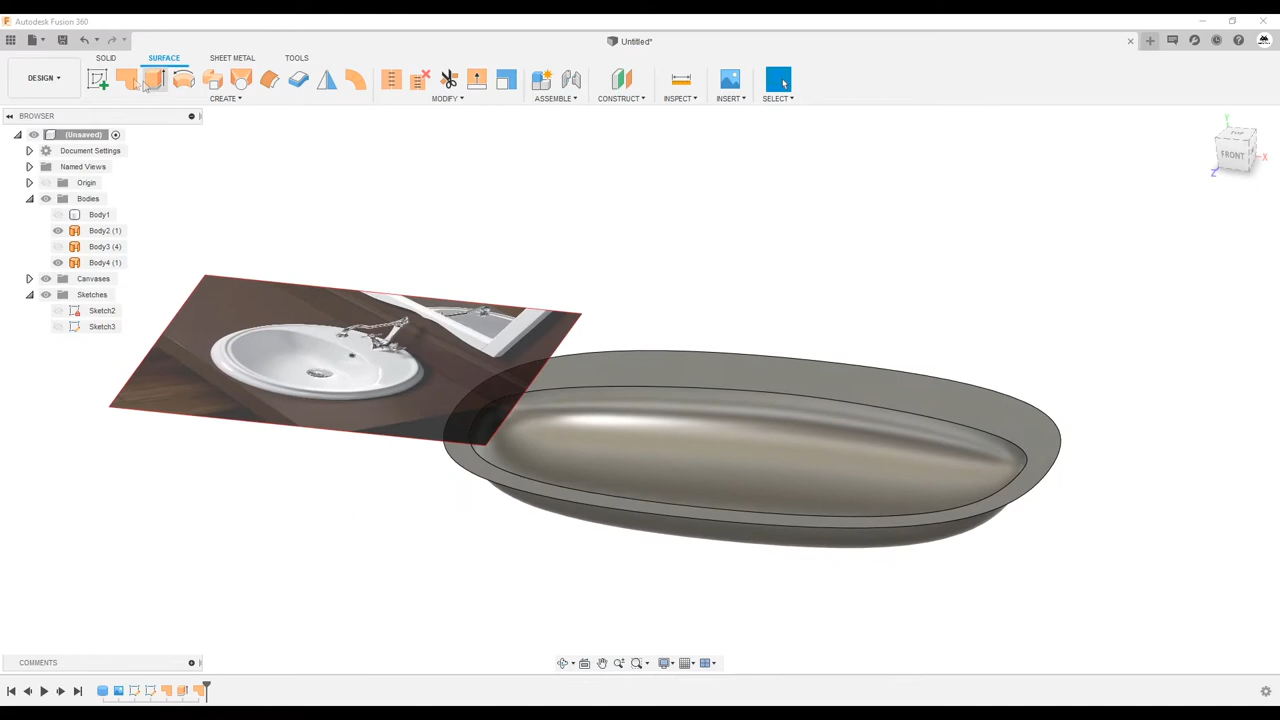 Autodesk Fusion 360
Untitled*
SOLID SURFACE SHEET METAL TOOLS
DESIGN
CREATE MODIFY ASSEMBLE CONSTRUCT INSPECT INSERT SELECT
BROWSER
(Unsaved)
Document Settings
Named Views
Origin
Bodies
Body1
Body2 (1)
Body3 (4)
Body4 (1)
Canvases
Sketches
Sketch2
Sketch3
TOP
FRONT
Y
X
Z
COMMENTS